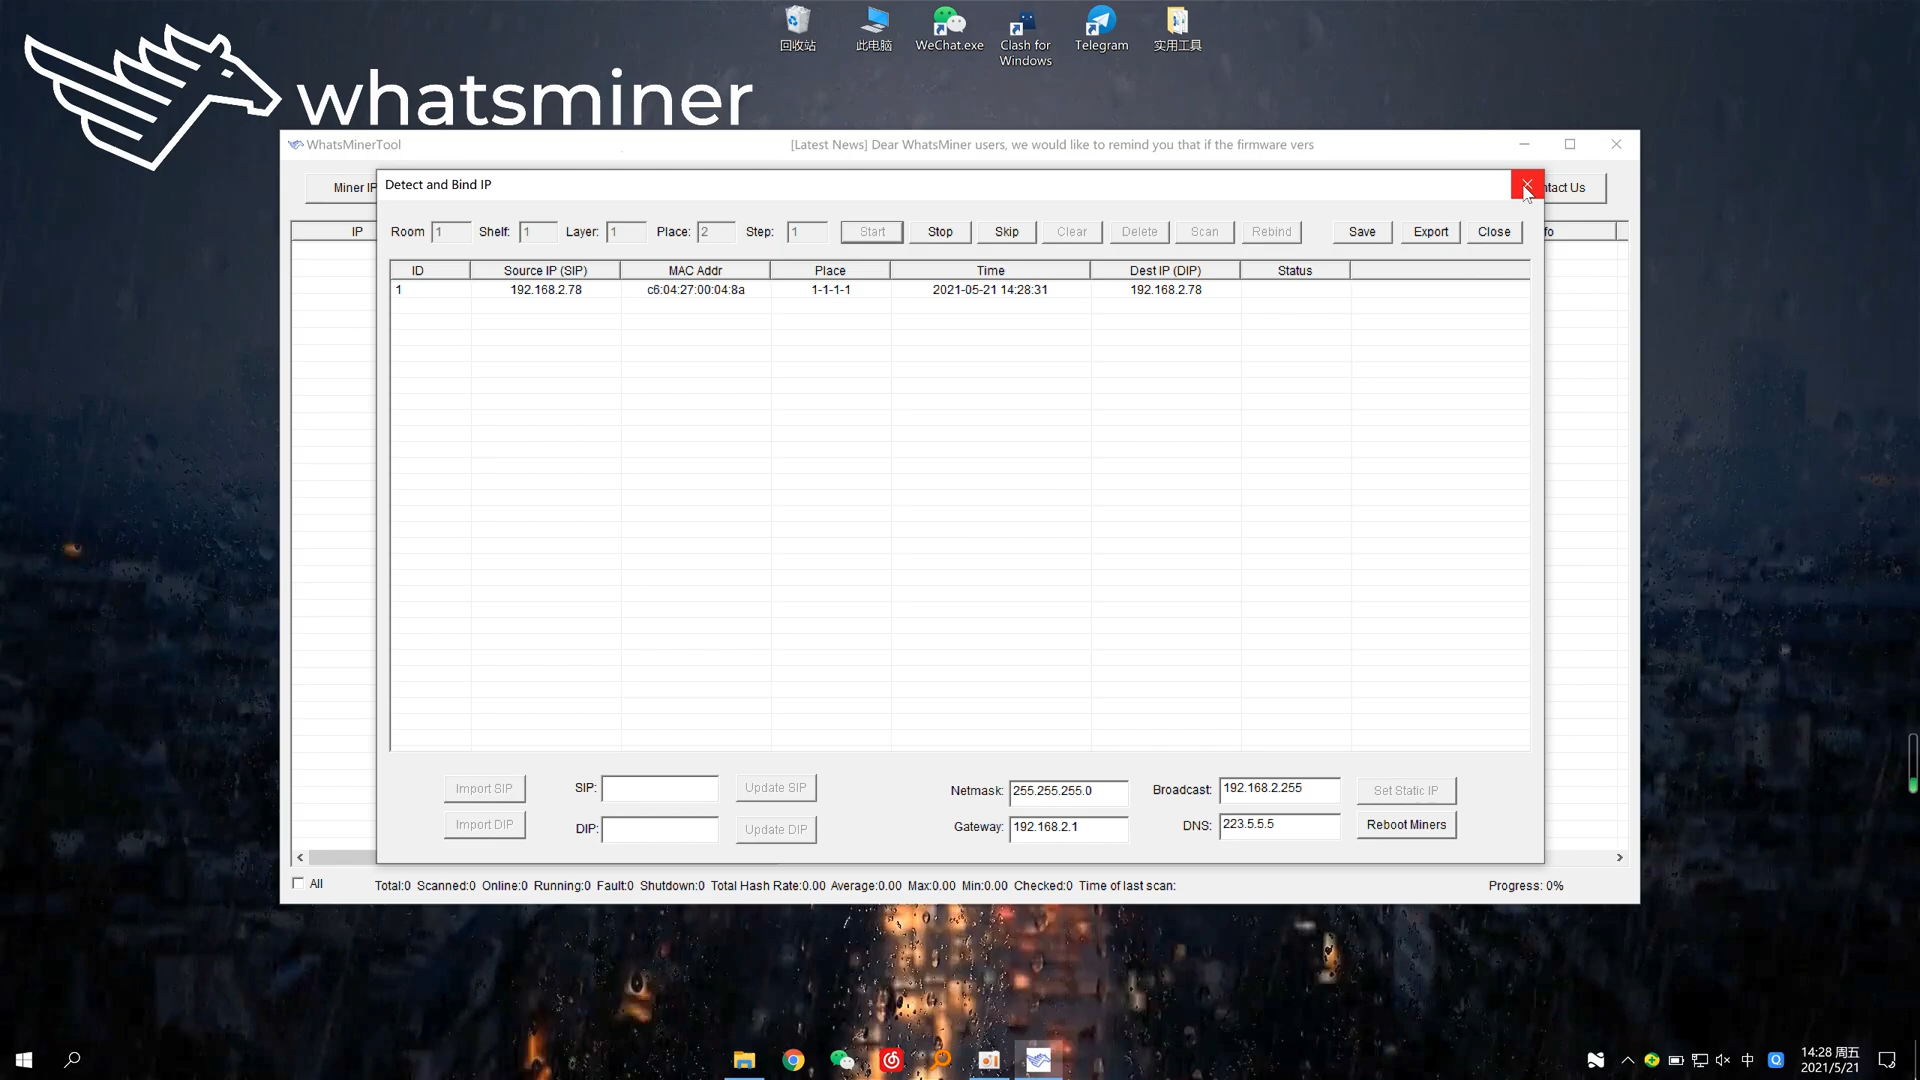 回收站
此电脑
WeChat.exe
Clash for
Windows
Telegram
实用工具
whatsminer
WhatsMinerTool
[Latest News] Dear WhatsMiner users, we would like to remind you that if the firmware vers
Miner IP
Detect and Bind IP
ntact Us
Room 1 Shelf: 1 Layer: 1 Place: 2 Step: 1 Start Stop Skip Clear Delete Scan Rebind Save Export Close
IP
fo
ID Source IP (SIP) MAC Addr Place Time Dest IP (DIP) Status
1 192.168.2.78 c6:04:27:00:04:8a 1-1-1-1 2021-05-21 14:28:31 192.168.2.78
Import SIP SIP: Update SIP Netmask: 255.255.255.0 Broadcast: 192.168.2.255 Set Static IP
Import DIP DIP: Update DIP Gateway: 192.168.2.1 DNS: 223.5.5.5 Reboot Miners
All Total:0 Scanned:0 Online:0 Running:0 Fault:0 Shutdown:0 Total Hash Rate:0.00 Average:0.00 Max:0.00 Min:0.00 Checked:0 Time of last scan: Progress: 0%
中
14:28 周五
2021/5/21